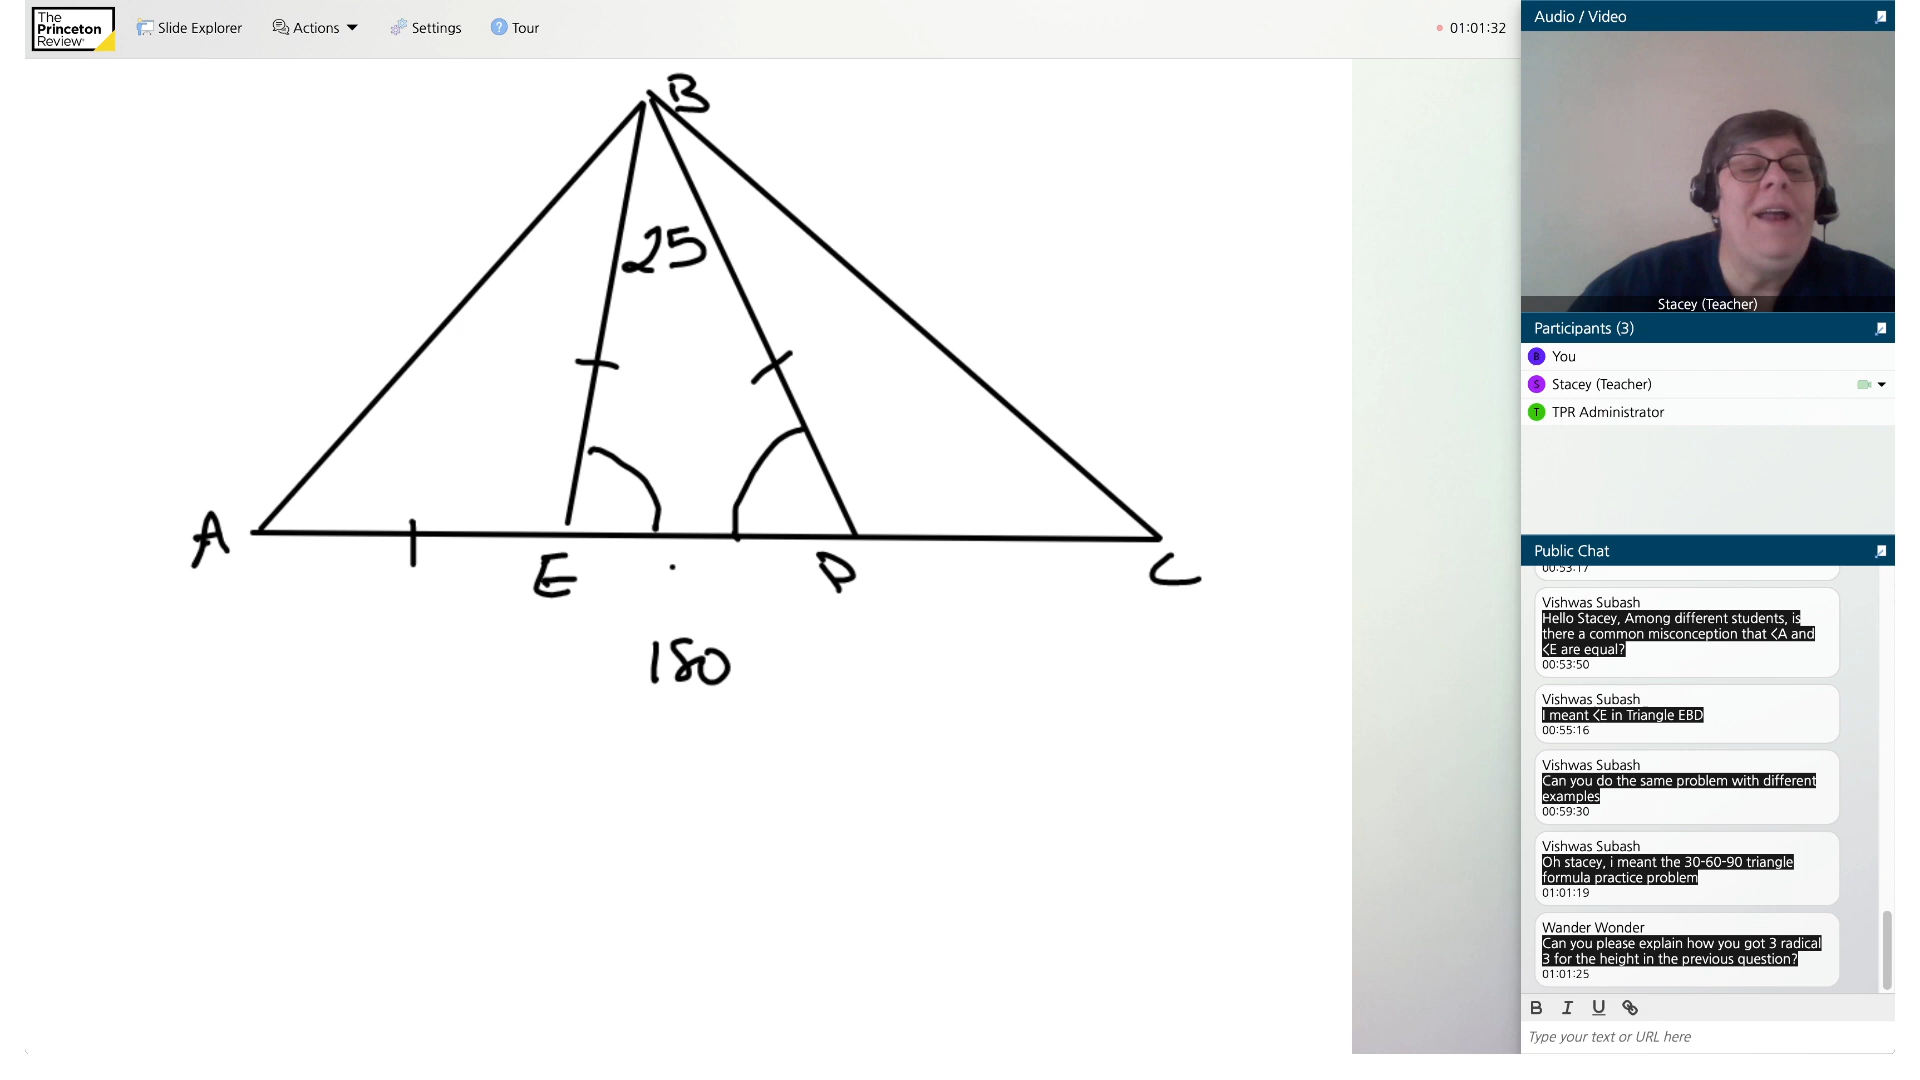 The
Princeton
Review
Slide Explorer
Actions
Settings
Tour
01:01:32
B
25
A
E
D
C
180
Audio / Video
Stacey (Teacher)
Participants (3)
B You
S Stacey (Teacher)
T TPR Administrator
Public Chat
00:53:17
Vishwas Subash
Hello Stacey, Among different students, is
there a common misconception that <A and
<E are equal?
00:53:50
Vishwas Subash
I meant <E in Triangle EBD
00:55:16
Vishwas Subash
Can you do the same problem with different
examples
00:59:30
Vishwas Subash
Oh stacey, i meant the 30-60-90 triangle
formula practice problem
01:01:19
Wander Wonder
Can you please explain how you got 3 radical
3 for the height in the previous question?
01:01:25
B I U
Type your text or URL here